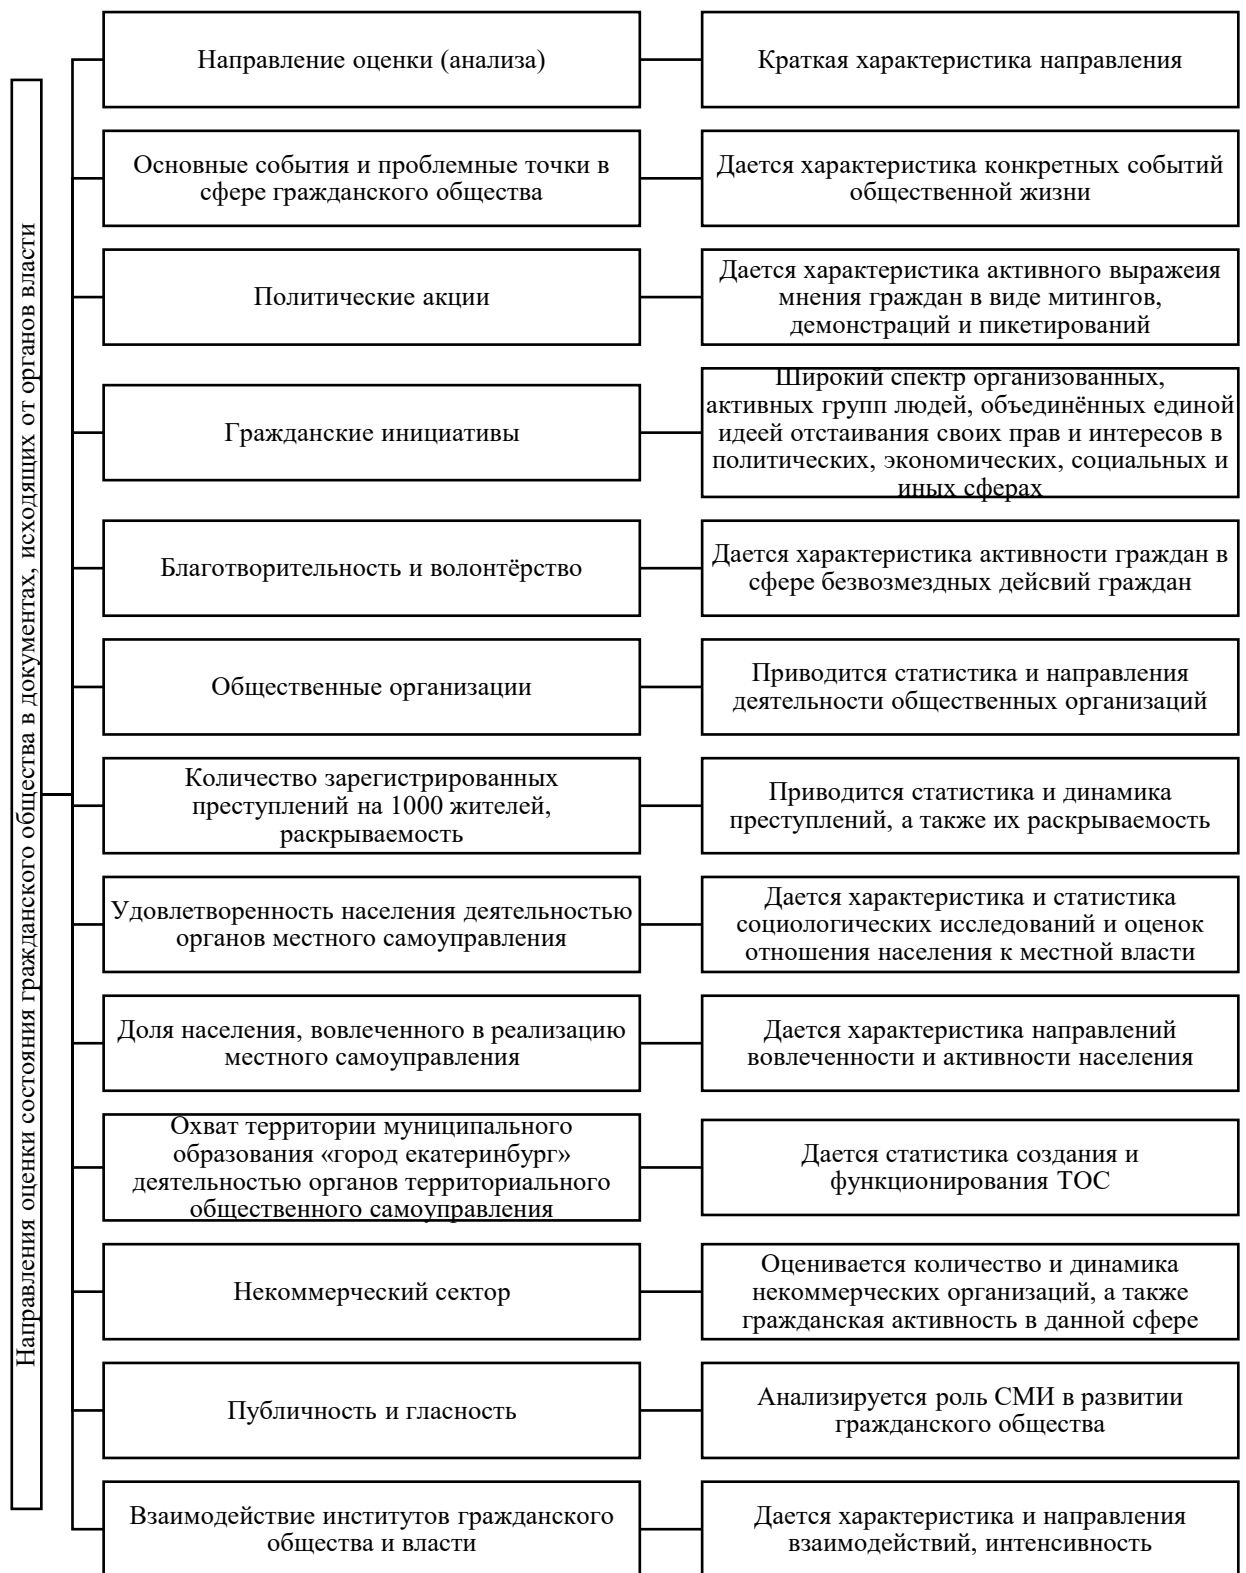 Направления оценки состояния гражданского общества в документах, исходящих от органов власти
Направление оценки (анализа)
Краткая характеристика направления
Основные события и проблемные точки в
сфере гражданского общества
Дается характеристика конкретных событий
общественной жизни
Политические акции
Дается характеристика активного выражеия
мнения граждан в виде митингов,
демонстраций и пикетирований
Гражданские инициативы
Широкий спектр организованных,
активных групп людей, объединённых единой
идеей отстаивания своих прав и интересов в
политических, экономических, социальных и
иных сферах
Благотворительность и волонтёрство
Дается характеристика активности граждан в
сфере безвозмездных дейсвий граждан
Общественные организации
Приводится статистика и направления
деятельности общественных организаций
Количество зарегистрированных
преступлений на 1000 жителей,
раскрываемость
Приводится статистика и динамика
преступлений, а также их раскрываемость
Удовлетворенность населения деятельностью
органов местного самоуправления
Дается характеристика и статистика
социологических исследований и оценок
отношения населения к местной власти
Доля населения, вовлеченного в реализацию
местного самоуправления
Дается характеристика направлений
вовлеченности и активности населения
Охват территории муниципального
образования «город екатеринбург»
деятельностью органов территориального
общественного самоуправления
Дается статистика создания и
функционирования ТОС
Некоммерческий сектор
Оценивается количество и динамика
некоммерческих организаций, а также
гражданская активность в данной сфере
Публичность и гласность
Анализируется роль СМИ в развитии
гражданского общества
Взаимодействие институтов гражданского
общества и власти
Дается характеристика и направления
взаимодействий, интенсивность